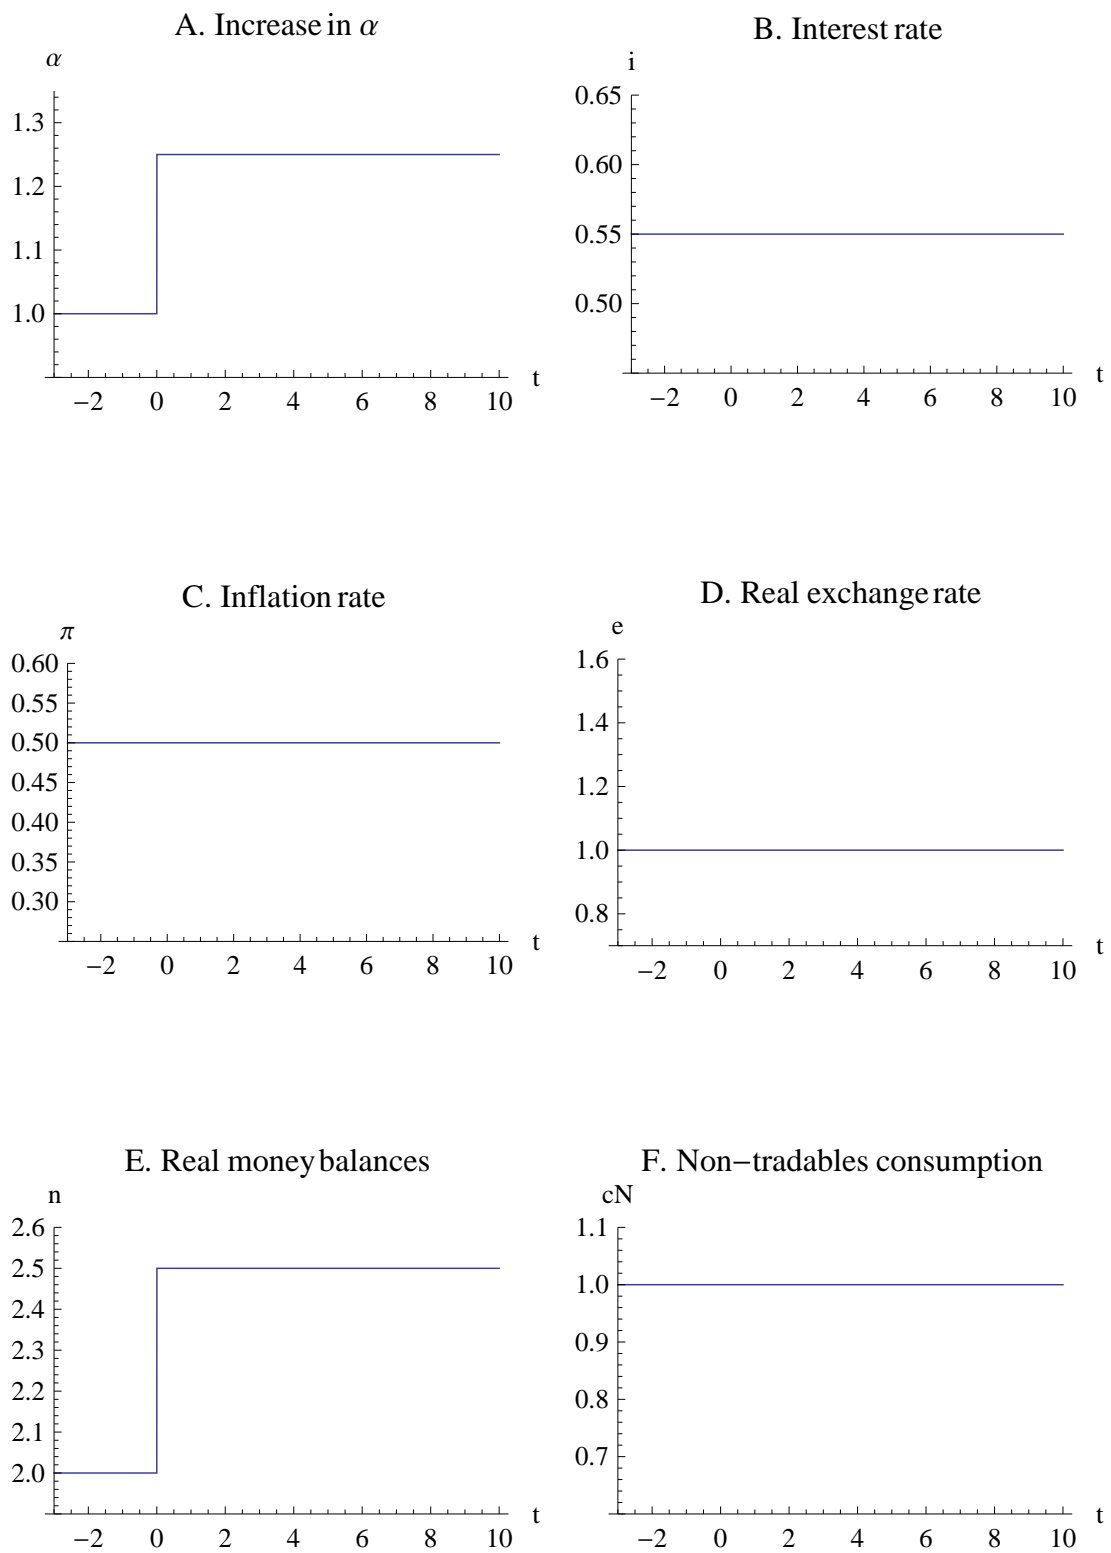 A. Increase in α
α
1.3
1.2
1.1
1.0
−2 0 2 4 6 8 10 t
B. Interest rate
i
0.65
0.60
0.55
0.50
−2 0 2 4 6 8 10 t
C. Inflation rate
π
0.60
0.55
0.50
0.45
0.40
0.35
0.30
−2 0 2 4 6 8 10 t
D. Real exchange rate
e
1.6
1.4
1.2
1.0
0.8
−2 0 2 4 6 8 10 t
E. Real money balances
n
2.6
2.5
2.4
2.3
2.2
2.1
2.0
−2 0 2 4 6 8 10 t
F. Non−tradables consumption
cN
1.1
1.0
0.9
0.8
0.7
−2 0 2 4 6 8 10 t